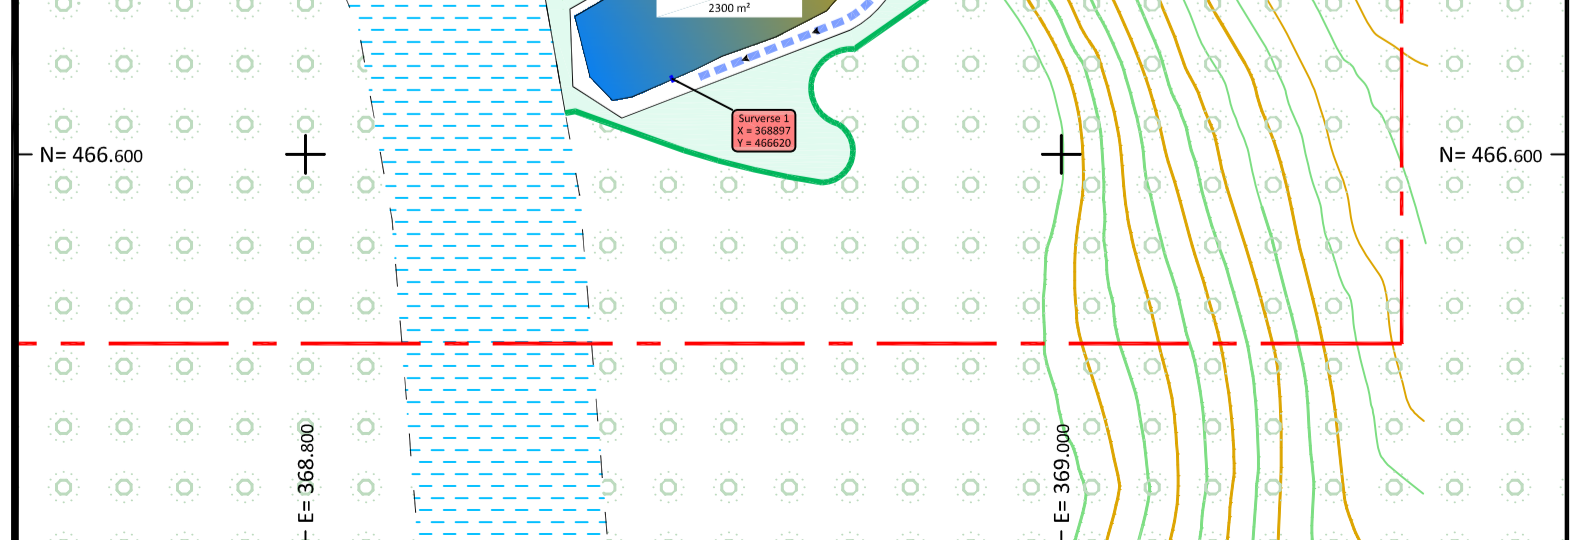 2300 m²
Surverse 1
X = 368897
Y = 466620
N= 466.600
N= 466.600
E= 368.800
E= 369.000